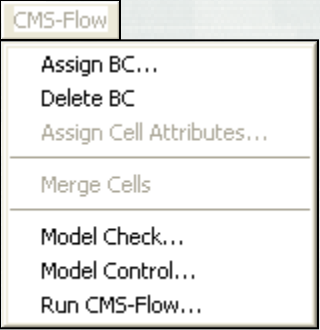 CMS-Flow
Assign BC...
Delete BC
Assign Cell Attributes...
Merge Cells
Model Check...
Model Control...
Run CMS-Flow...